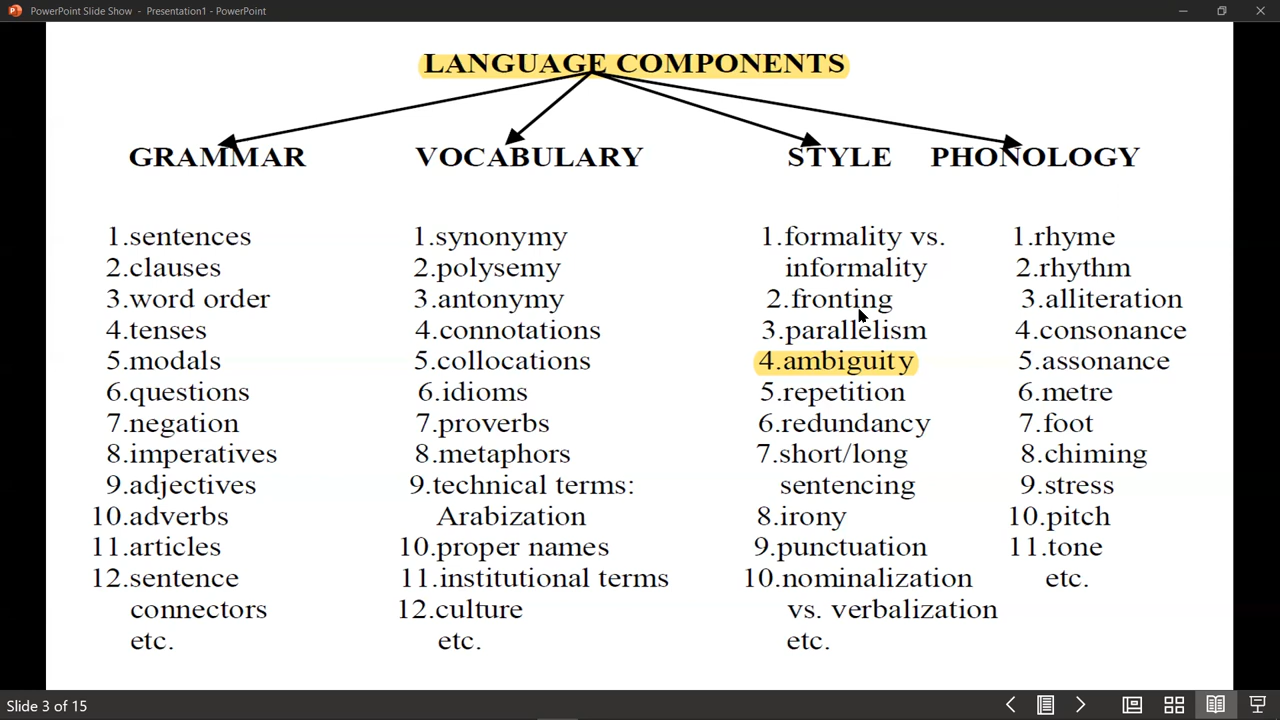 PowerPoint Slide Show - Presentation1 - PowerPoint
LANGUAGE COMPONENTS
GRAMMAR
1.sentences
2.clauses
3.word order
4.tenses
5.modals
6.questions
7.negation
8.imperatives
9.adjectives
10.adverbs
11.articles
12.sentence
connectors
etc.
VOCABULARY
1.synonymy
2.polysemy
3.antonymy
4.connotations
5.collocations
6.idioms
7.proverbs
8.metaphors
9.technical terms:
Arabization
10.proper names
11.institutional terms
12.culture
etc.
STYLE
1.formality vs.
informality
2.fronting
3.parallelism
4.ambiguity
5.repetition
6.redundancy
7.short/long
sentencing
8.irony
9.punctuation
10.nominalization
vs. verbalization
etc.
PHONOLOGY
1.rhyme
2.rhythm
3.alliteration
4.consonance
5.assonance
6.metre
7.foot
8.chiming
9.stress
10.pitch
11.tone
etc.
Slide 3 of 15